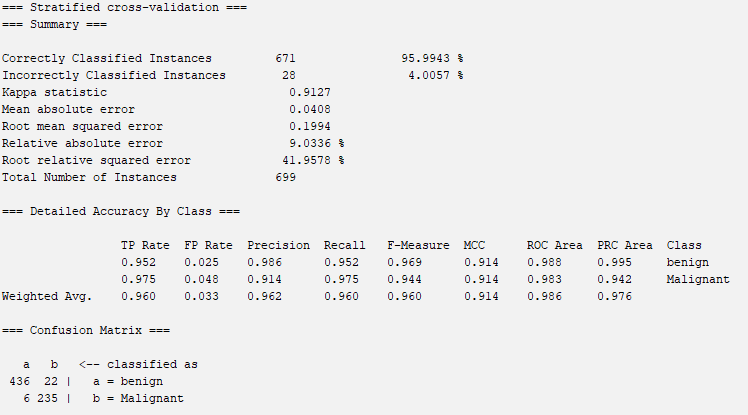 === Stratified cross-validation ===
=== Summary ===
Correctly Classified Instances 671 95.9943 %
Incorrectly Classified Instances 28 4.0057 %
Kappa statistic 0.9127
Mean absolute error 0.0408
Root mean squared error 0.1994
Relative absolute error 9.0336 %
Root relative squared error 41.9578 %
Total Number of Instances 699
=== Detailed Accuracy By Class ===
TP Rate FP Rate Precision Recall F-Measure MCC ROC Area PRC Area Class
0.952 0.025 0.986 0.952 0.969 0.914 0.988 0.995 benign
0.975 0.048 0.914 0.975 0.944 0.914 0.983 0.942 Malignant
Weighted Avg. 0.960 0.033 0.962 0.960 0.960 0.914 0.986 0.976
=== Confusion Matrix ===
a b <-- classified as
436 22 | a = benign
6 235 | b = Malignant